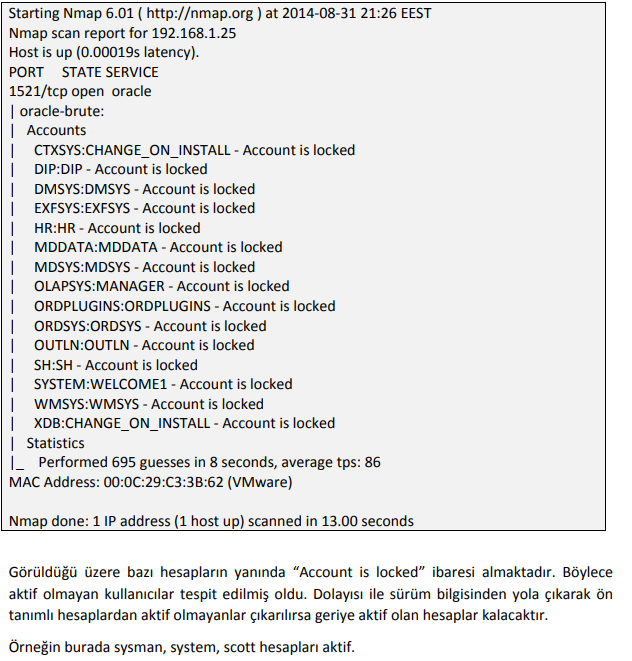 Starting Nmap 6.01 ( http://nmap.org ) at 2014-08-31 21:26 EEST
Nmap scan report for 192.168.1.25
Host is up (0.00019s latency).
PORT     STATE SERVICE
1521/tcp open  oracle
| oracle-brute:
|   Accounts
|     CTXSYS:CHANGE_ON_INSTALL - Account is locked
|     DIP:DIP - Account is locked
|     DMSYS:DMSYS - Account is locked
|     EXFSYS:EXFSYS - Account is locked
|     HR:HR - Account is locked
|     MDDATA:MDDATA - Account is locked
|     MDSYS:MDSYS - Account is locked
|     OLAPSYS:MANAGER - Account is locked
|     ORDPLUGINS:ORDPLUGINS - Account is locked
|     ORDSYS:ORDSYS - Account is locked
|     OUTLN:OUTLN - Account is locked
|     SH:SH - Account is locked
|     SYSTEM:WELCOME1 - Account is locked
|     WMSYS:WMSYS - Account is locked
|     XDB:CHANGE_ON_INSTALL - Account is locked
|   Statistics
|_    Performed 695 guesses in 8 seconds, average tps: 86
MAC Address: 00:0C:29:C3:3B:62 (VMware)
Nmap done: 1 IP address (1 host up) scanned in 13.00 seconds
Görüldüğü üzere bazı hesapların yanında “Account is locked” ibaresi almaktadır. Böylece
aktif olmayan kullanıcılar tespit edilmiş oldu. Dolayısı ile sürüm bilgisinden yola çıkarak ön
tanımlı hesaplardan aktif olmayanlar çıkarılırsa geriye aktif olan hesaplar kalacaktır.
Örneğin burada sysman, system, scott hesapları aktif.